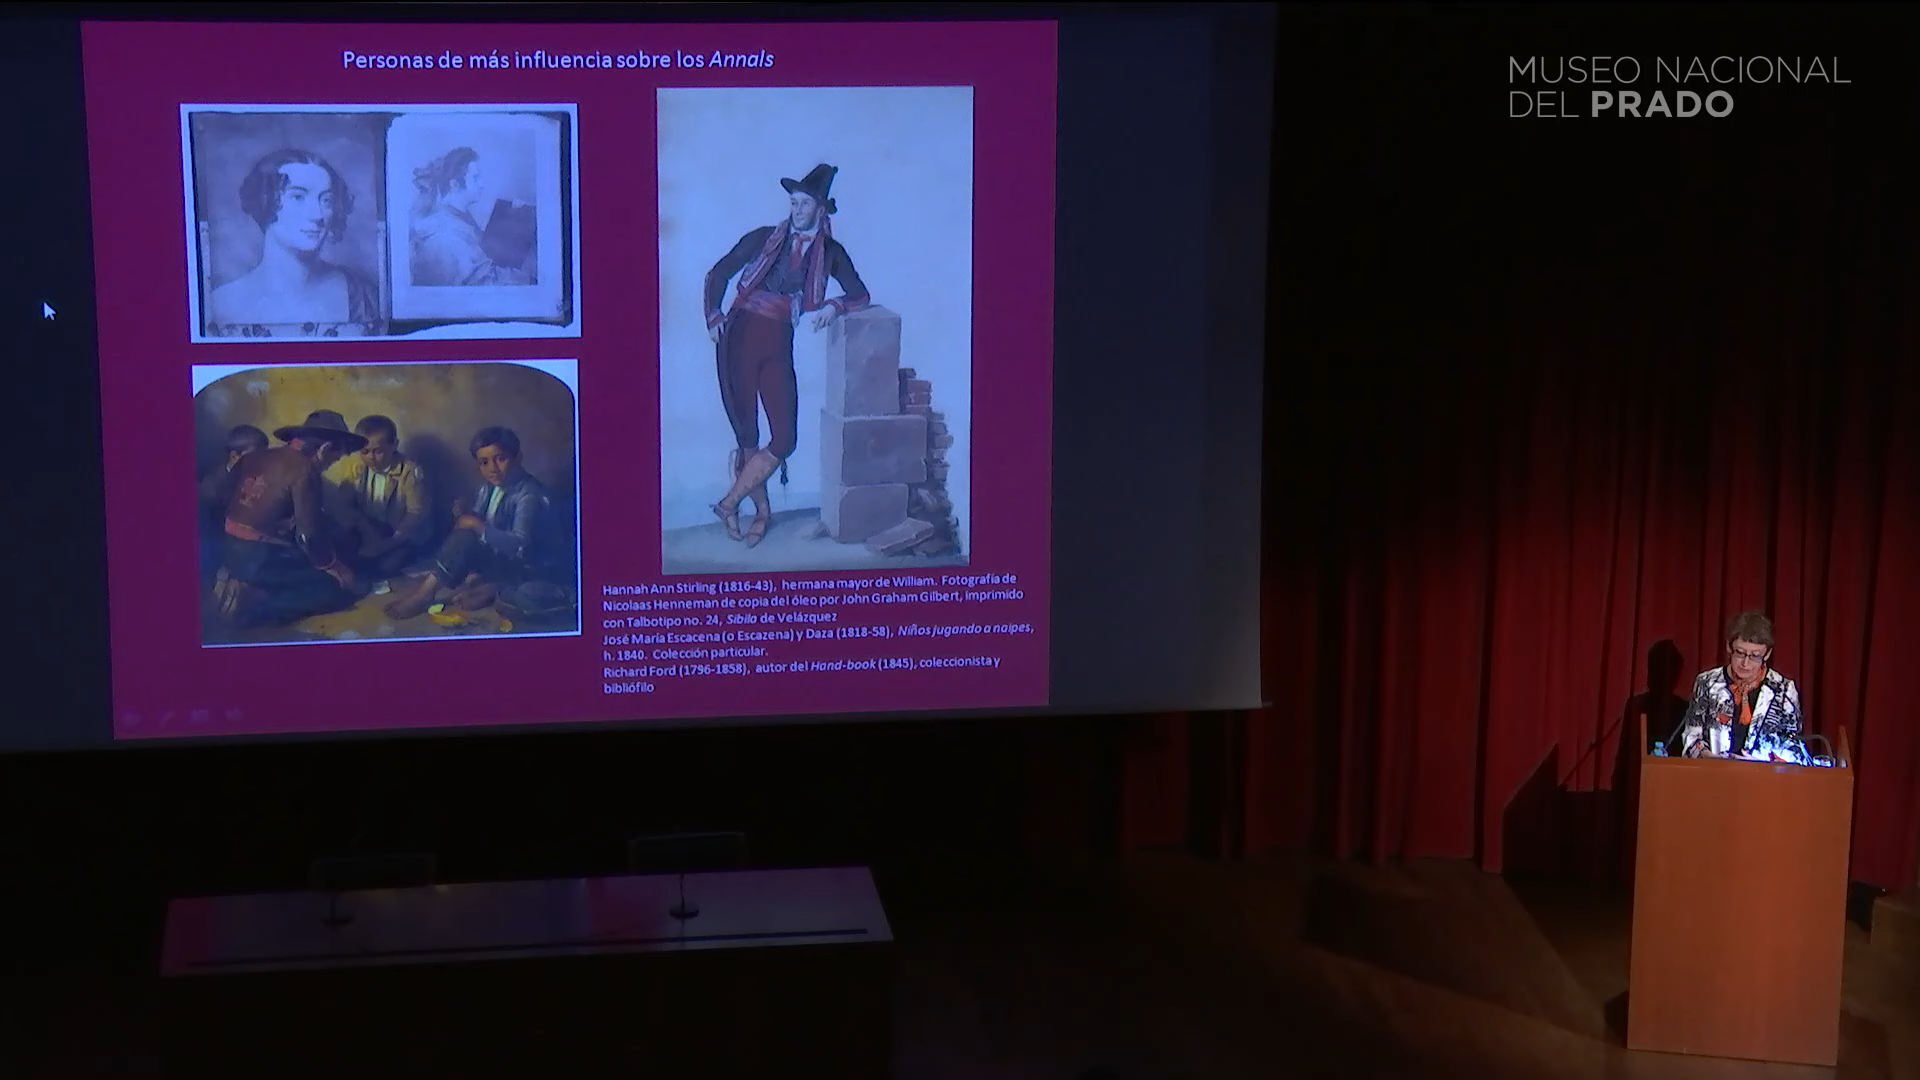 Personas de más influencia sobre los Annals
MUSEO NACIONAL
DEL PRADO
Hannah Ann Stirling (1816-43), hermana mayor de William. Fotografía de
Nicolaas Henneman de copia del óleo por John Graham Gilbert, imprimido
con Talbotipo no. 24, Sibila de Velázquez
José María Escacena (o Escazena) y Daza (1818-58), Niños jugando a naipes,
h. 1840. Colección particular.
Richard Ford (1796-1858), autor del Hand-book (1845), coleccionista y
bibliófilo